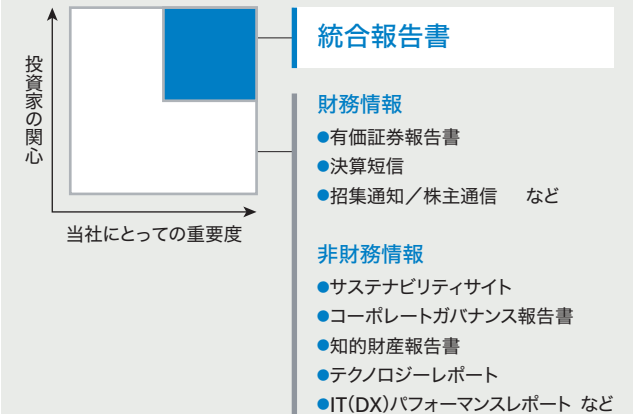 統合報告書
投資家の関心
当社にとっての重要度
財務情報
●有価証券報告書
●決算短信
●招集通知／株主通信　など
非財務情報
●サステナビリティサイト
●コーポレートガバナンス報告書
●知的財産報告書
●テクノロジーレポート
●IT(DX)パフォーマンスレポート など